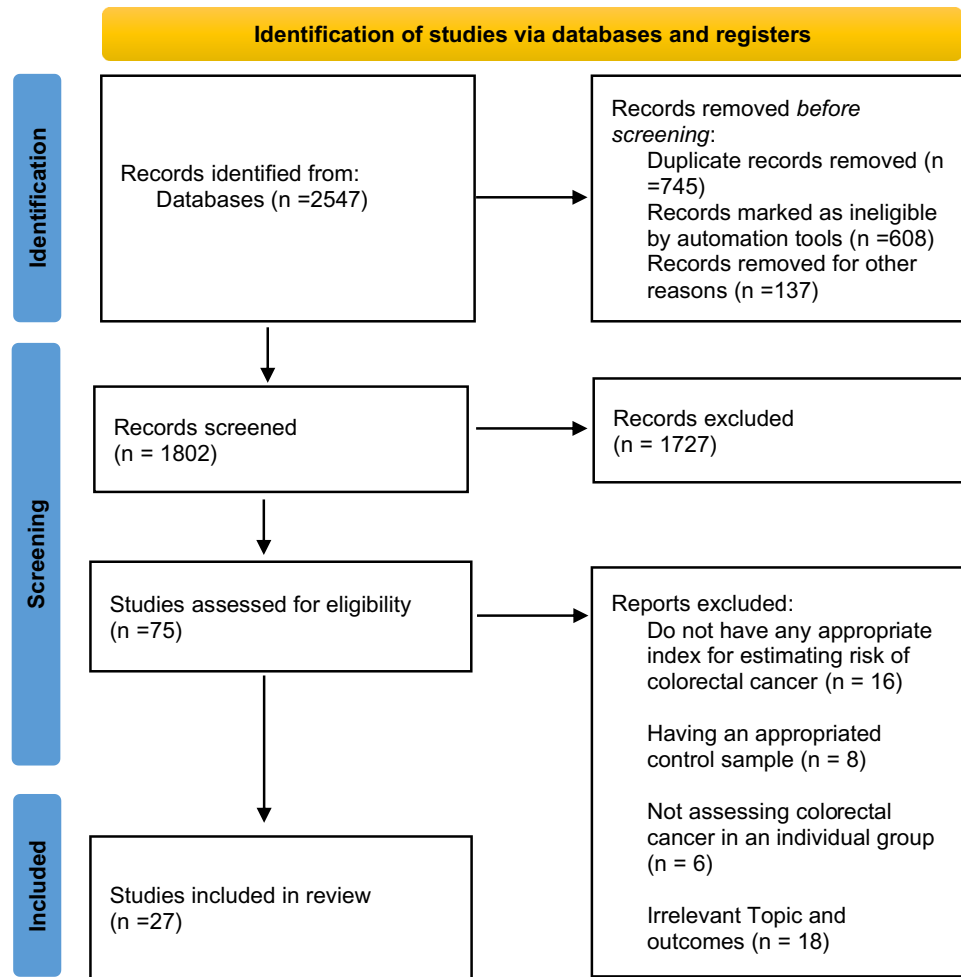 Identification of studies via databases and registers
Identification
Records identified from:
Databases (n =2547)
Records removed before
screening:
Duplicate records removed (n
=745)
Records marked as ineligible
by automation tools (n =608)
Records removed for other
reasons (n =137)
Screening
Records screened
(n = 1802)
Records excluded
(n = 1727)
Studies assessed for eligibility
(n =75)
Reports excluded:
Do not have any appropriate
index for estimating risk of
colorectal cancer (n = 16)
Having an appropriated
control sample (n = 8)
Not assessing colorectal
cancer in an individual group
(n = 6)
Irrelevant Topic and
outcomes (n = 18)
Included
Studies included in review
(n =27)